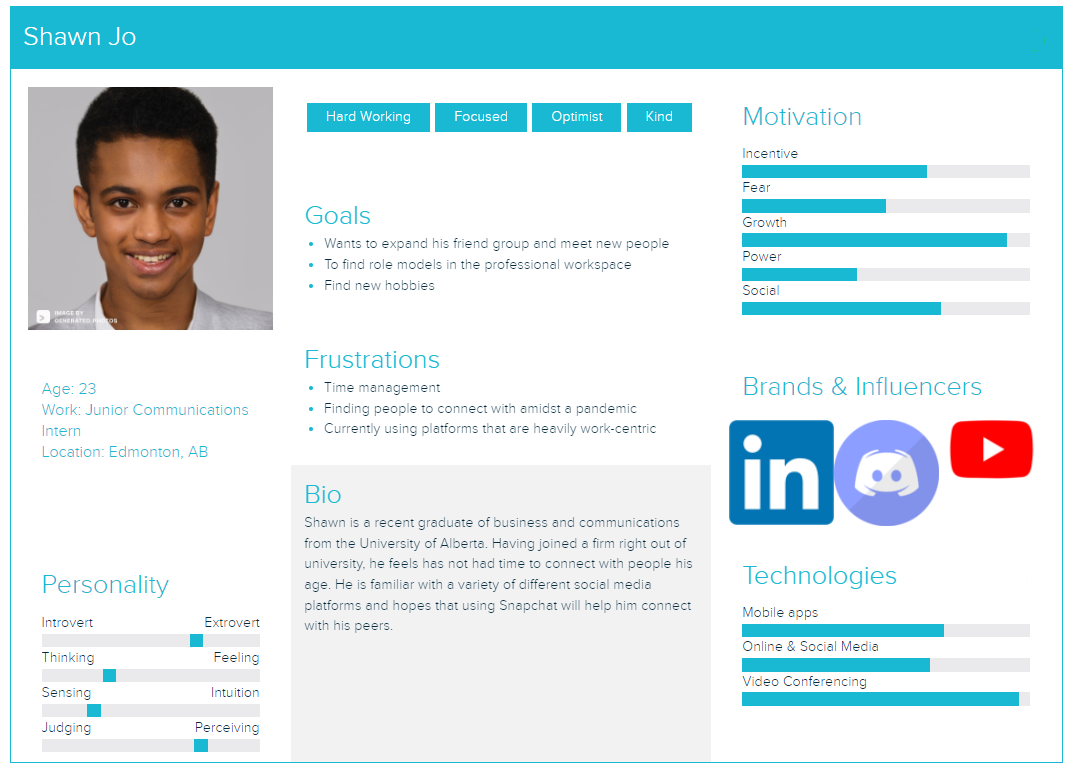 Shawn Jo
IMAGE BY
GENERATED.PHOTOS
Age: 23
Work: Junior Communications
Intern
Location: Edmonton, AB
Personality
Introvert Extrovert
Thinking Feeling
Sensing Intuition
Judging Perceiving
Hard Working Focused Optimist Kind
Goals
Wants to expand his friend group and meet new people
To find role models in the professional workspace
Find new hobbies
Frustrations
Time management
Finding people to connect with amidst a pandemic
Currently using platforms that are heavily work-centric
Bio
Shawn is a recent graduate of business and communications
from the University of Alberta. Having joined a firm right out of
university, he feels has not had time to connect with people his
age. He is familiar with a variety of different social media
platforms and hopes that using Snapchat will help him connect
with his peers.
Motivation
Incentive
Fear
Growth
Power
Social
Brands & Influencers
in
Technologies
Mobile apps
Online & Social Media
Video Conferencing